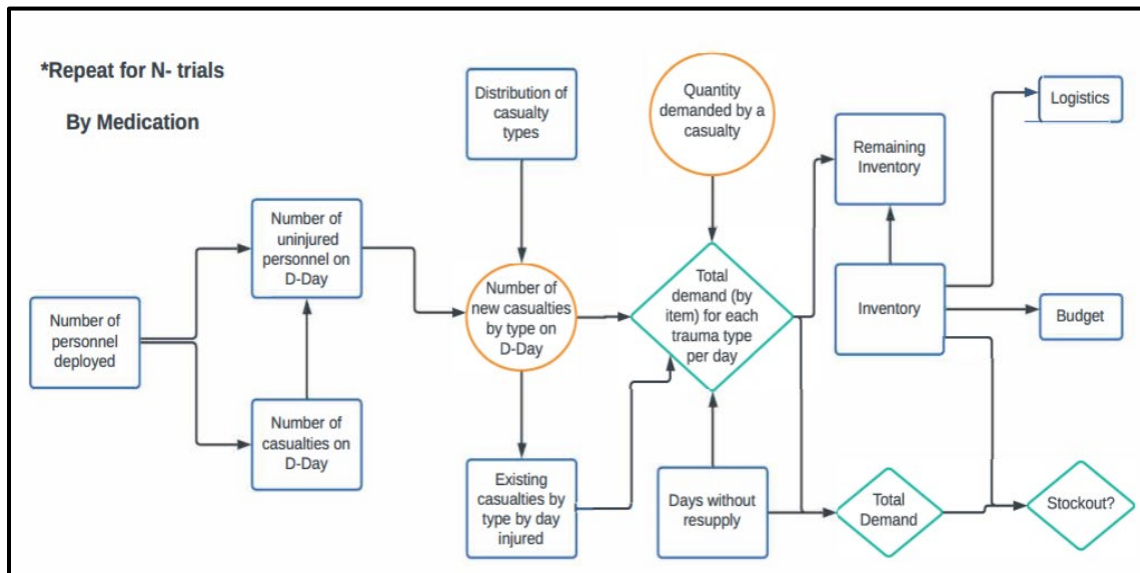 *Repeat for N- trials
By Medication
Distribution of
casualty
types
Quantity
demanded by a
casualty
Logistics
Remaining
Inventory
Number of
uninjured
personnel on
D-Day
Number of
personnel
deployed
Number of
new casualties
by type on
D-Day
Total
demand (by
item) for each
trauma type
per day
Inventory
Budget
Number of
casualties on
D-Day
Existing
casualties by
type by day
injured
Days without
resupply
Total
Demand
Stockout?